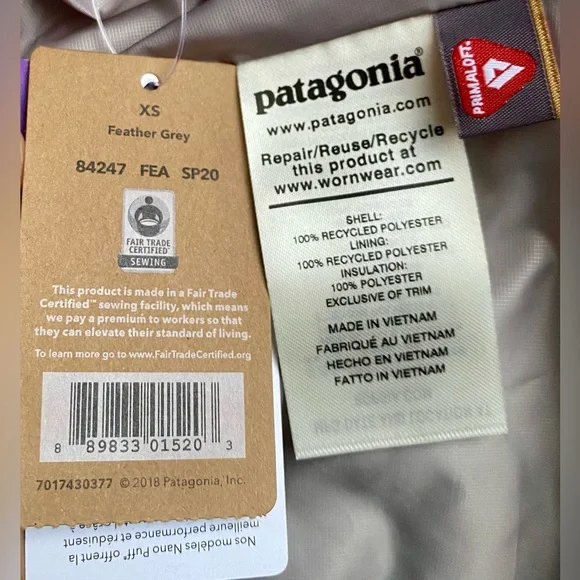 XS
Feather Grey
84247 FEA SP20
FAIR TRADE
CERTIFIED™
SEWING
This product is made in a Fair Trade
Certified™ sewing facility, which means
we pay a premium to workers so that
they can elevate their standard of living.
To learn more go to www.FairTradeCertified.org
8 89833 01520 3
7017430377 © 2018 Patagonia, Inc.
Nos modèles Nano Puff® offrent la
meilleure performance et réduisent
patagonia®
www.patagonia.com
Repair/Reuse/Recycle
this product at
www.wornwear.com
SHELL:
100% RECYCLED POLYESTER
LINING:
100% RECYCLED POLYESTER
INSULATION:
100% POLYESTER
EXCLUSIVE OF TRIM
MADE IN VIETNAM
FABRIQUÉ AU VIETNAM
HECHO EN VIETNAM
FATTO IN VIETNAM
PRIMALOFT®